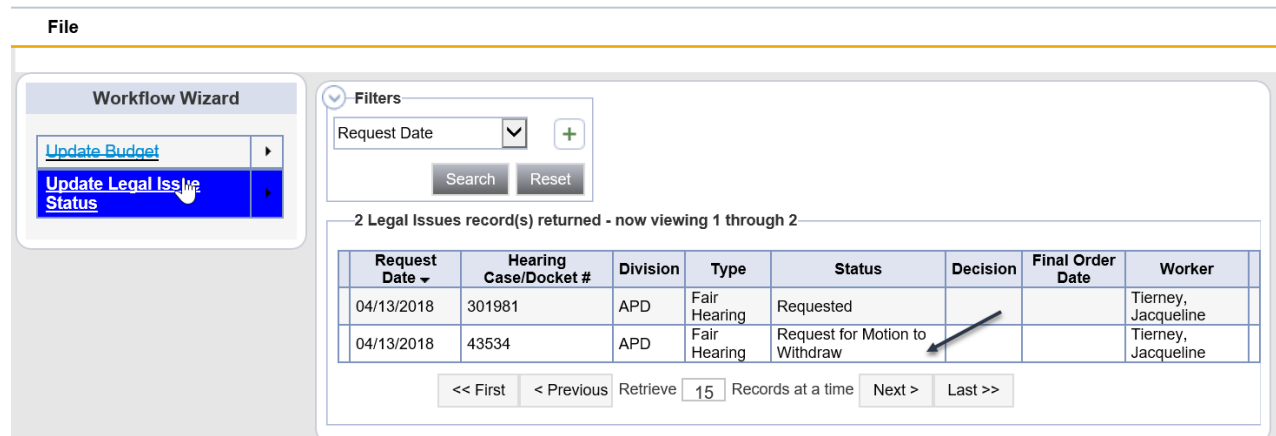 File
Workflow Wizard
Update Budget
Update Legal Issue
Status
Filters
Request Date
+
Search Reset
2 Legal Issues record(s) returned - now viewing 1 through 2
Request Date Hearing Case/Docket # Division Type Status Decision Final Order Date Worker
04/13/2018 301981 APD Fair Hearing Requested Tierney, Jacqueline
04/13/2018 43534 APD Fair Hearing Request for Motion to Withdraw Tierney, Jacqueline
<< First < Previous Retrieve 15 Records at a time Next > Last >>